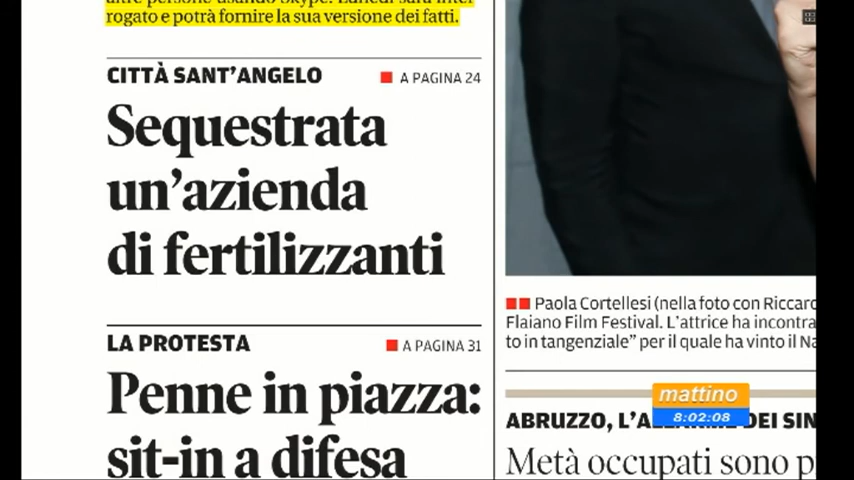 rogato e potrà fornire la sua versione dei fatti.
CITTÀ SANT'ANGELO
A PAGINA 24
Sequestrata
un'azienda
di fertilizzanti
LA PROTESTA
A PAGINA 31
Penne in piazza:
sit-in a difesa
Paola Cortellesi (nella foto con Riccardo
Flaiano Film Festival. L'attrice ha incontra
to in tangenziale" per il quale ha vinto il Na
mattino
8:02:08
ABRUZZO, L'ALLARME DEI SIN
Metà occupati sono p